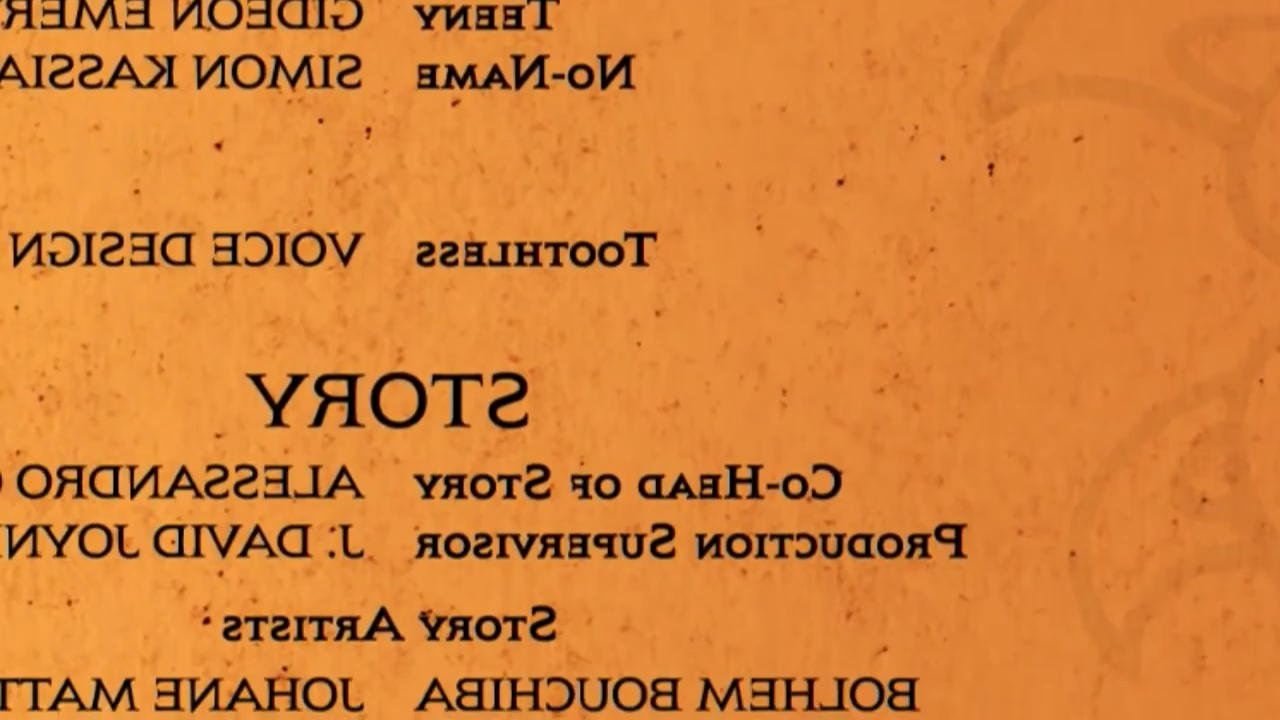 Teeny GIDEON
No-Name SIMON
Toothless VOICE DESIGN
STORY
Co-Head of Story ALESSANDRO
Production Supervisor J. DAVID
Story Artists
BOLHEM BOUCHIBA JOHANE